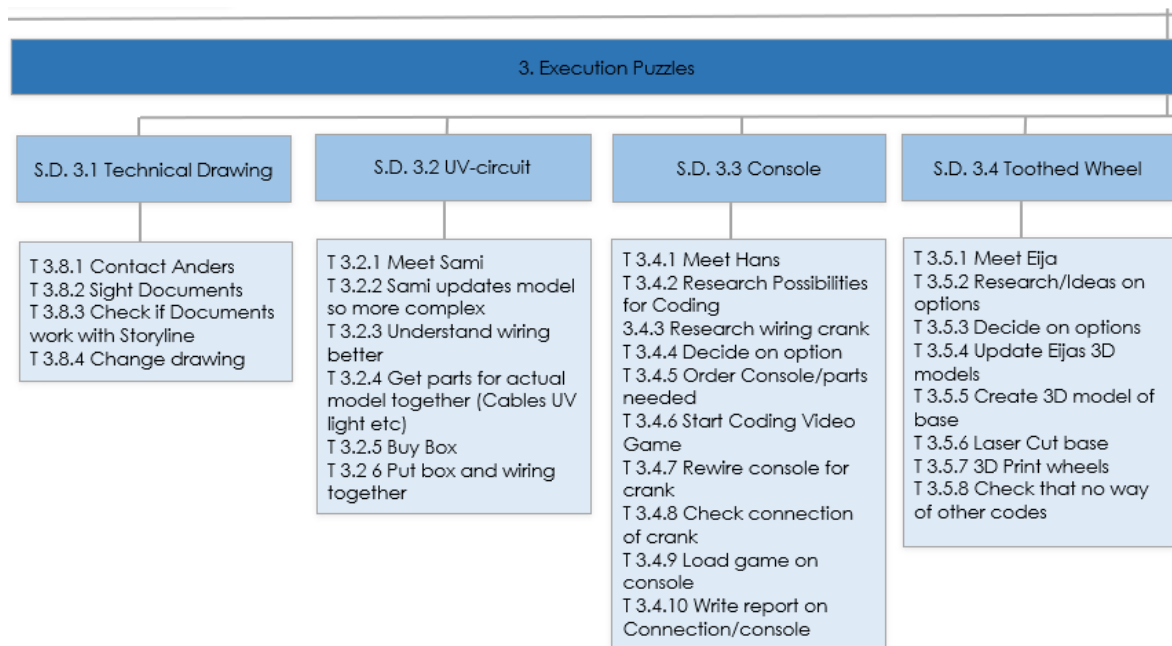 3. Execution Puzzles
S.D. 3.1 Technical Drawing
T 3.8.1 Contact Anders
T 3.8.2 Sight Documents
T 3.8.3 Check if Documents
work with Storyline
T 3.8.4 Change drawing
S.D. 3.2 UV-circuit
T 3.2.1 Meet Sami
T 3.2.2 Sami updates model
so more complex
T 3.2.3 Understand wiring
better
T 3.2.4 Get parts for actual
model together (Cables UV
light etc)
T 3.2.5 Buy Box
T 3.2 6 Put box and wiring
together
S.D. 3.3 Console
T 3.4.1 Meet Hans
T 3.4.2 Research Possibilities
for Coding
3.4.3 Research wiring crank
T 3.4.4 Decide on option
T 3.4.5 Order Console/parts
needed
T 3.4.6 Start Coding Video
Game
T 3.4.7 Rewire console for
crank
T 3.4.8 Check connection
of crank
T 3.4.9 Load game on
console
T 3.4.10 Write report on
Connection/console
S.D. 3.4 Toothed Wheel
T 3.5.1 Meet Eija
T 3.5.2 Research/Ideas on
options
T 3.5.3 Decide on options
T 3.5.4 Update Eijas 3D
models
T 3.5.5 Create 3D model of
base
T 3.5.6 Laser Cut base
T 3.5.7 3D Print wheels
T 3.5.8 Check that no way
of other codes